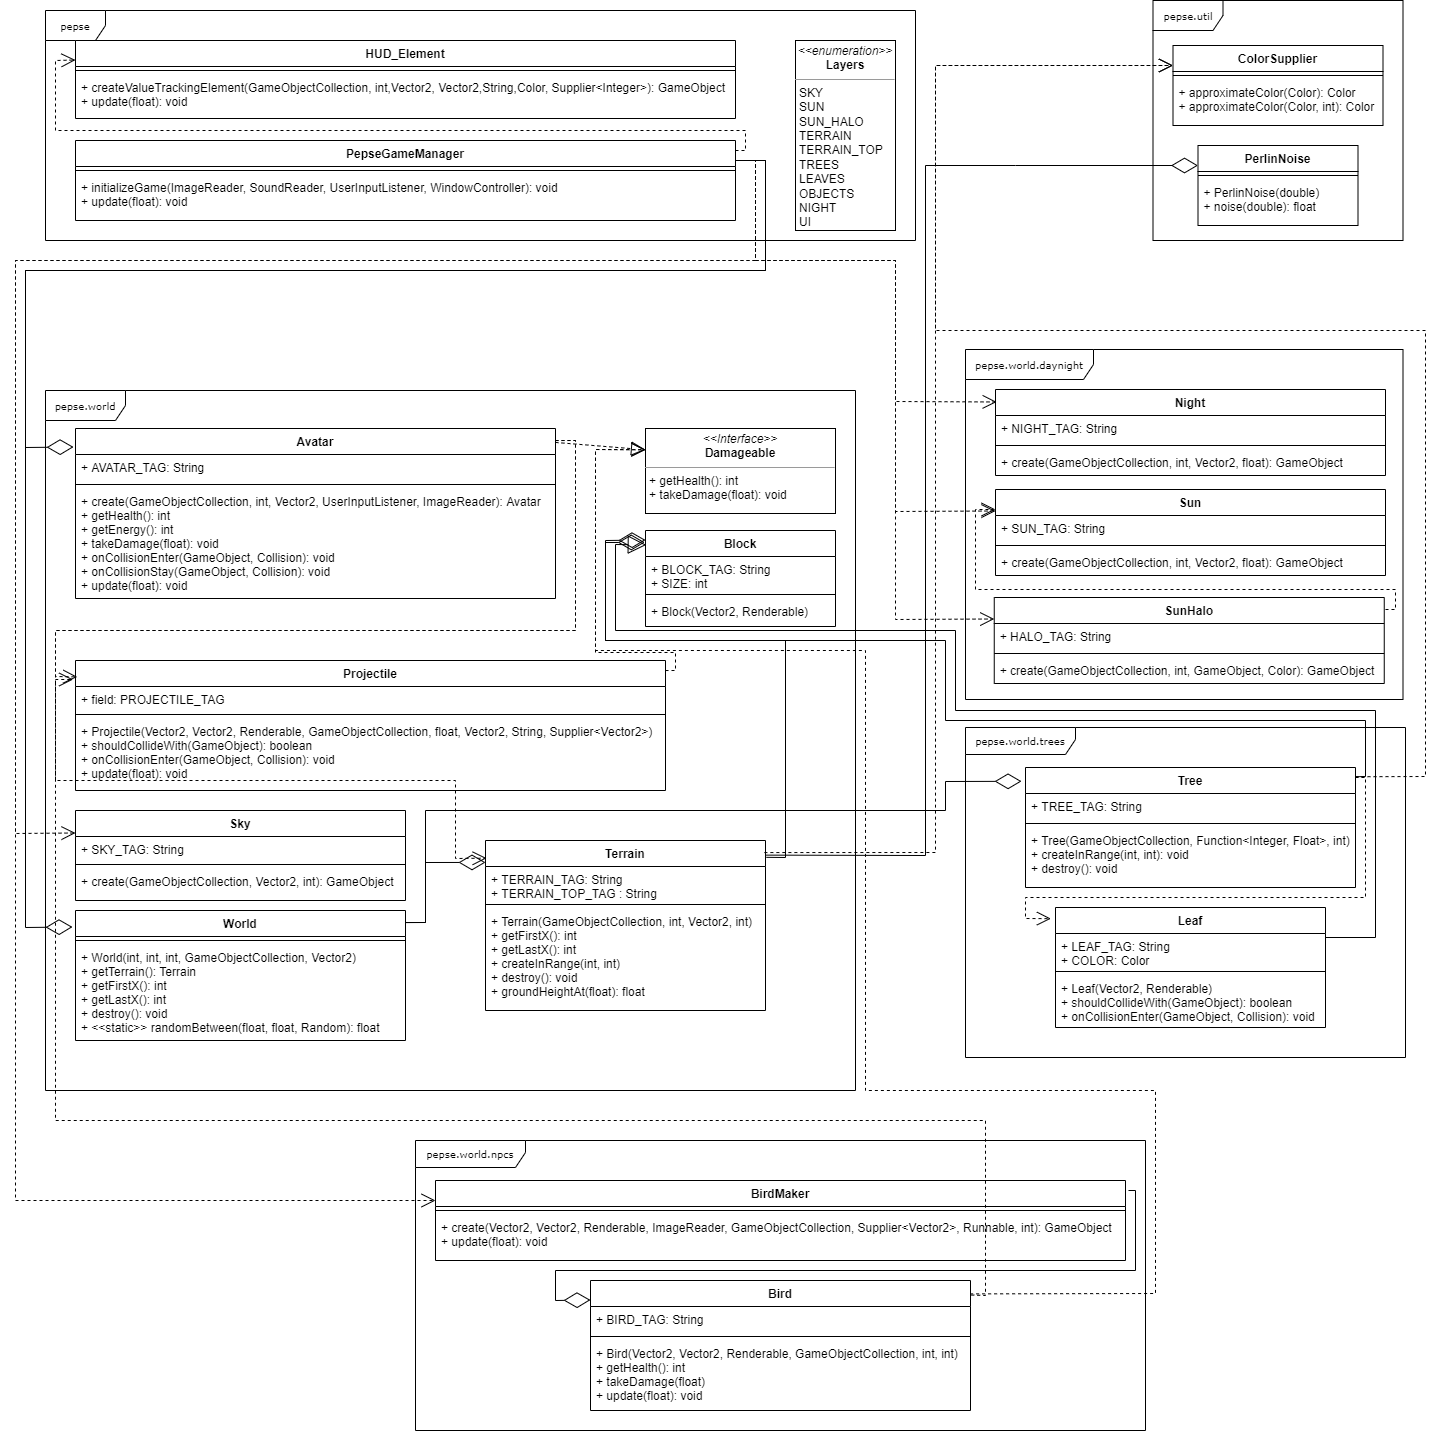 pepse
HUD_Element
+ createValueTrackingElement(GameObjectCollection, int,Vector2, Vector2,String,Color, Supplier<Integer>): GameObject
+ update(float): void
PepseGameManager
+ initializeGame(ImageReader, SoundReader, UserInputListener, WindowController): void
+ update(float): void
<<enumeration>>
Layers
SKY
SUN
SUN_HALO
TERRAIN
TERRAIN_TOP
TREES
LEAVES
OBJECTS
NIGHT
UI
pepse.util
ColorSupplier
+ approximateColor(Color): Color
+ approximateColor(Color, int): Color
PerlinNoise
+ PerlinNoise(double)
+ noise(double): float
pepse.world
Avatar
+ AVATAR_TAG: String
+ create(GameObjectCollection, int, Vector2, UserInputListener, ImageReader): Avatar
+ getHealth(): int
+ getEnergy(): int
+ takeDamage(float): void
+ onCollisionEnter(GameObject, Collision): void
+ onCollisionStay(GameObject, Collision): void
+ update(float): void
<<Interface>>
Damageable
+ getHealth(): int
+ takeDamage(float): void
Block
+ BLOCK_TAG: String
+ SIZE: int
+ Block(Vector2, Renderable)
Projectile
+ field: PROJECTILE_TAG
+ Projectile(Vector2, Vector2, Renderable, GameObjectCollection, float, Vector2, String, Supplier<Vector2>)
+ shouldCollideWith(GameObject): boolean
+ onCollisionEnter(GameObject, Collision): void
+ update(float): void
Sky
+ SKY_TAG: String
+ create(GameObjectCollection, Vector2, int): GameObject
World
+ World(int, int, int, GameObjectCollection, Vector2)
+ getTerrain(): Terrain
+ getFirstX(): int
+ getLastX(): int
+ destroy(): void
+ <<static>> randomBetween(float, float, Random): float
Terrain
+ TERRAIN_TAG: String
+ TERRAIN_TOP_TAG : String
+ Terrain(GameObjectCollection, int, Vector2, int)
+ getFirstX(): int
+ getLastX(): int
+ createInRange(int, int)
+ destroy(): void
+ groundHeightAt(float): float
pepse.world.daynight
Night
+ NIGHT_TAG: String
+ create(GameObjectCollection, int, Vector2, float): GameObject
Sun
+ SUN_TAG: String
+ create(GameObjectCollection, int, Vector2, float): GameObject
SunHalo
+ HALO_TAG: String
+ create(GameObjectCollection, int, GameObject, Color): GameObject
pepse.world.trees
Tree
+ TREE_TAG: String
+ Tree(GameObjectCollection, Function<Integer, Float>, int)
+ createInRange(int, int): void
+ destroy(): void
Leaf
+ LEAF_TAG: String
+ COLOR: Color
+ Leaf(Vector2, Renderable)
+ shouldCollideWith(GameObject): boolean
+ onCollisionEnter(GameObject, Collision): void
pepse.world.npcs
BirdMaker
+ create(Vector2, Vector2, Renderable, ImageReader, GameObjectCollection, Supplier<Vector2>, Runnable, int): GameObject
+ update(float): void
Bird
+ BIRD_TAG: String
+ Bird(Vector2, Vector2, Renderable, GameObjectCollection, int, int)
+ getHealth(): int
+ takeDamage(float)
+ update(float): void